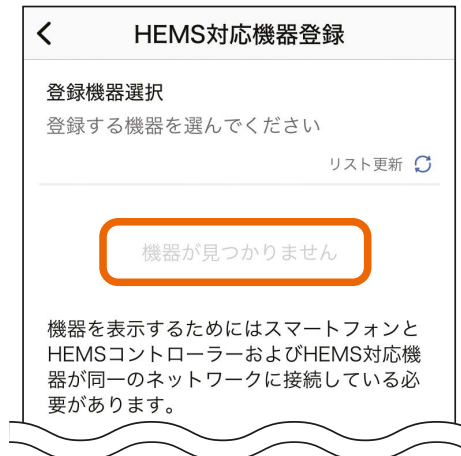 HEMS対応機器登録
登録機器選択
登録する機器を選んでください
リスト更新
機器が見つかりません
機器を表示するためにはスマートフォンと
HEMSコントローラーおよびHEMS対応機
器が同一のネットワークに接続している必
要があります。